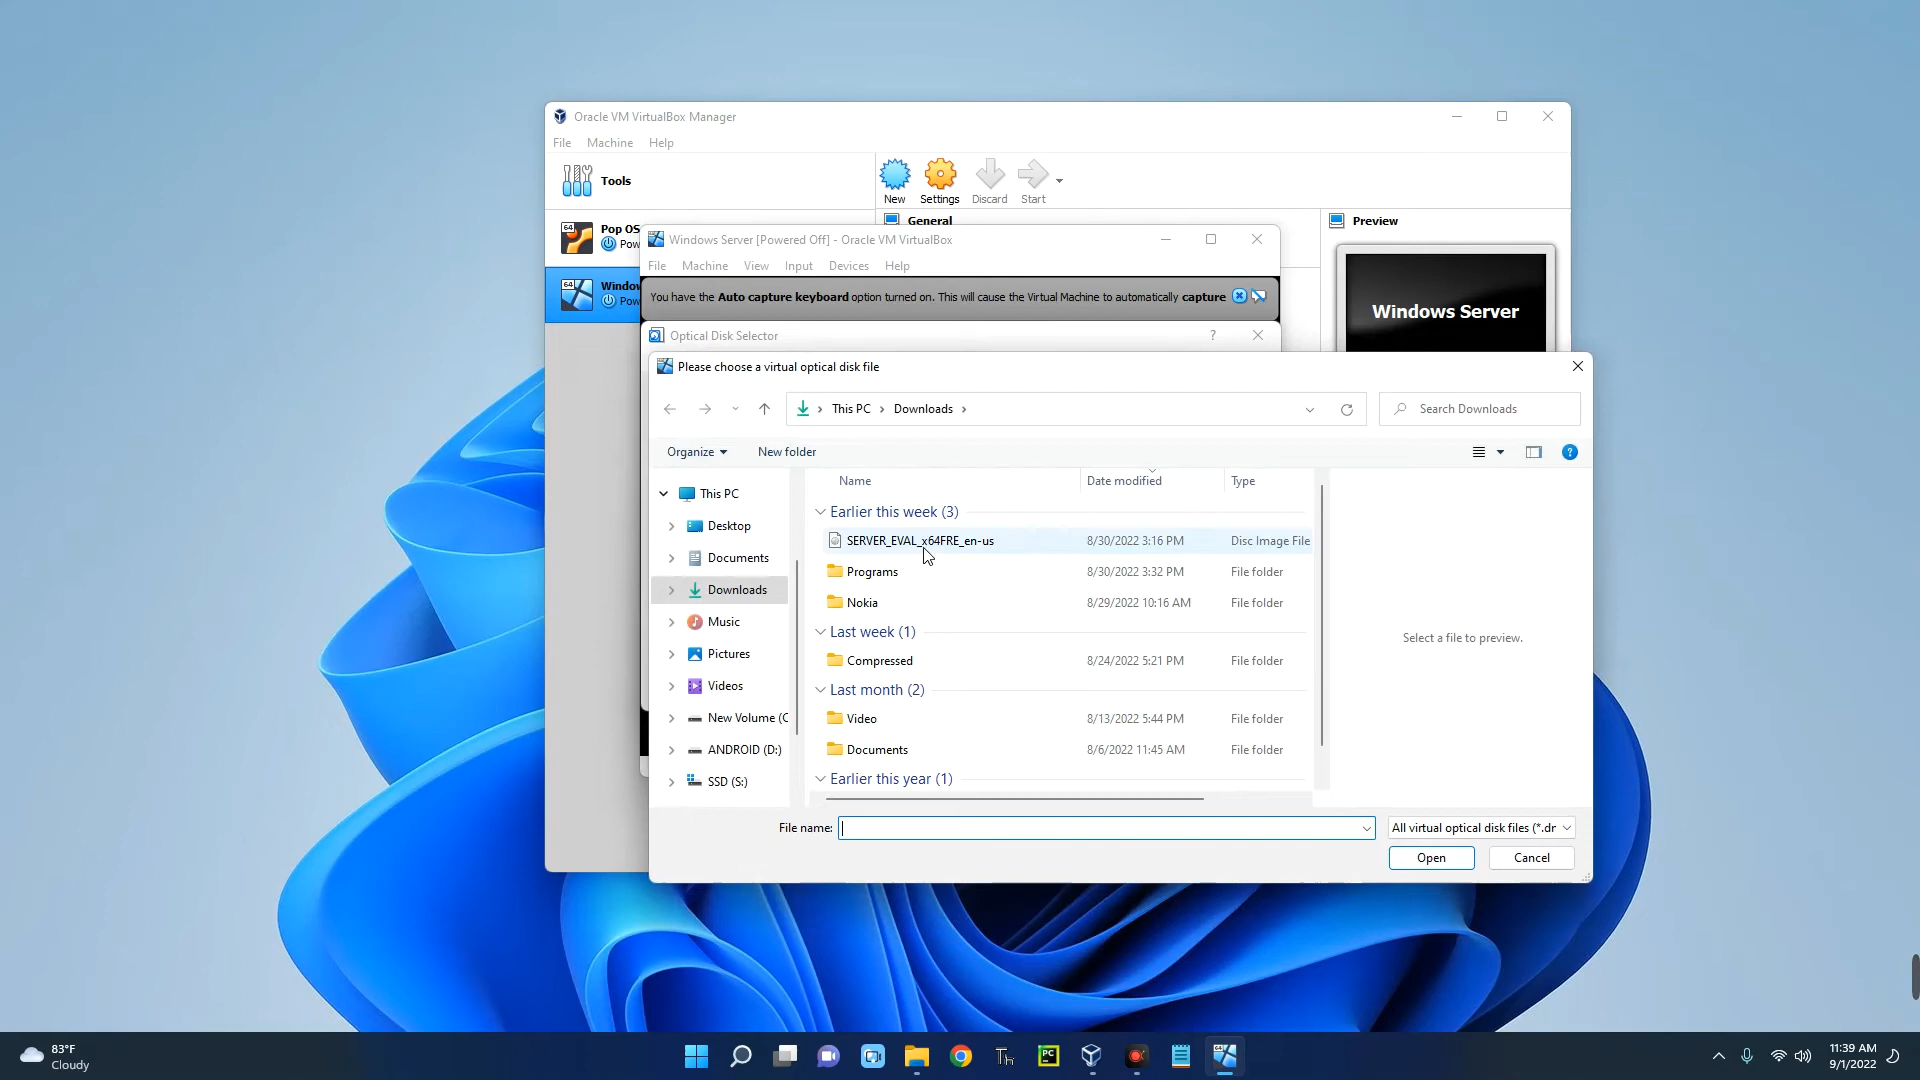 Oracle VM VirtualBox Manager
File Machine Help
Tools
New Settings Discard Start
64 Pop OS
Pow
General
Preview
Windows Server
64 Window
Pow
Windows Server [Powered Off] - Oracle VM VirtualBox
File Machine View Input Devices Help
You have the Auto capture keyboard option turned on. This will cause the Virtual Machine to automatically capture
Optical Disk Selector ?
Please choose a virtual optical disk file
This PC > Downloads >
Search Downloads
Organize
New folder
?
Name Date modified Type
This PC
Desktop
Documents
Downloads
Music
Pictures
Videos
New Volume (C
ANDROID (D:)
SSD (S:)
Earlier this week (3)
SERVER_EVAL_x64FRE_en-us 8/30/2022 3:16 PM Disc Image File
Programs 8/30/2022 3:32 PM File folder
Nokia 8/29/2022 10:16 AM File folder
Last week (1)
Compressed 8/24/2022 5:21 PM File folder
Last month (2)
Video 8/13/2022 5:44 PM File folder
Documents 8/6/2022 11:45 AM File folder
Earlier this year (1)
Select a file to preview.
File name:
All virtual optical disk files (*.dr
Open
Cancel
83°F
Cloudy
Th
PC
11:39 AM
9/1/2022